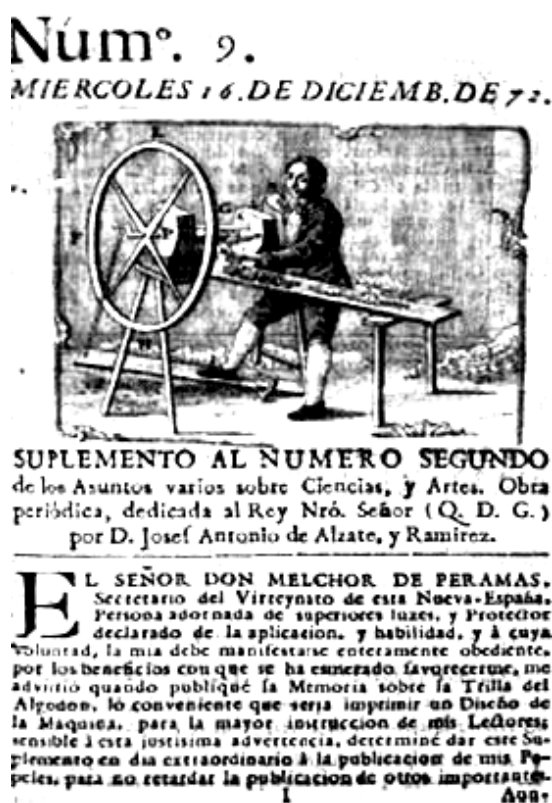 Núm°. 9.
MIERCOLES 16. DE DICIEMB. DE 72.
G
SUPLEMENTO AL NUMERO SEGUNDO
de los Asuntos varios sobre Ciencias, y Artes. Obra
periódica, dedicada al Rey Nró. Señor (Q. D. G.)
por D. Josef Antonio de Alzate, y Ramirez.
EL SEÑOR DON MELCHOR DE PERAMAS.
Secretario del Virreynato de esta Nueva-España.
Persona adornada de superiores luzes, y Protector
declarado de la aplicacion, y habilidad, y à cuya
voluntad, la mia debe manifestarse enteramente obediente,
por los beneficios con que se ha esmerado favorecerme, me
advirtió quando publiqué la Memoria sobre la Trilla del
Algodon, lo conveniente que seria imprimir un Diseño de
la Máquina, para la mayor instruccion de mis Lectores:
sensible à esta justisima advertencia, determiné dar este Su-
plemento en dia extraordinario à la publicacion de mis Pa-
peles, para no retardar la publicacion de otros importantes.
I Aun-